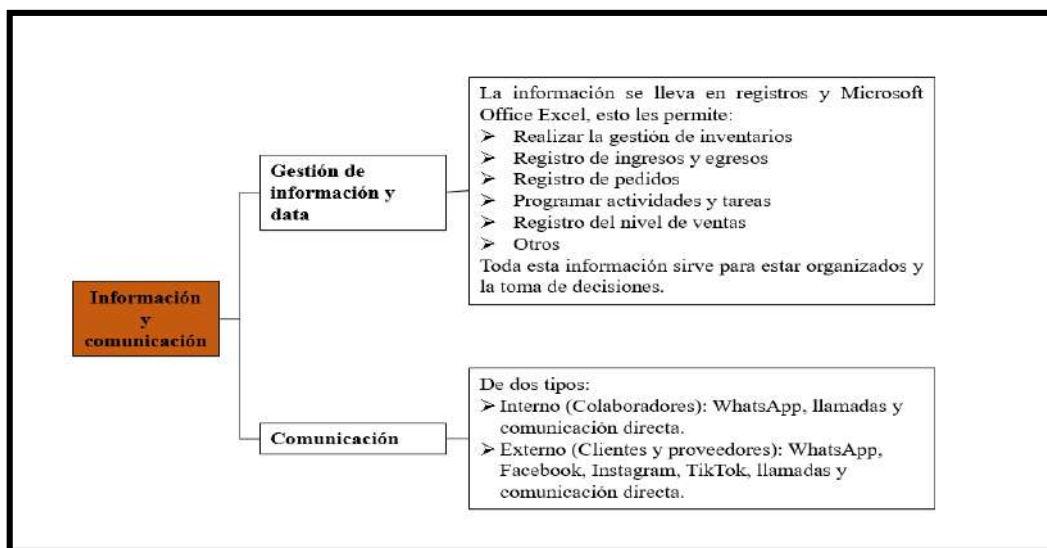 Información
y
comunicación
Gestión de
información y
data
La información se lleva en registros y Microsoft
Office Excel, esto les permite:
➢ Realizar la gestión de inventarios
➢ Registro de ingresos y egresos
➢ Registro de pedidos
➢ Programar actividades y tareas
➢ Registro del nivel de ventas
➢ Otros
Toda esta información sirve para estar organizados y
la toma de decisiones.
Comunicación
De dos tipos:
➢ Interno (Colaboradores): WhatsApp, llamadas y
comunicación directa.
➢ Externo (Clientes y proveedores): WhatsApp,
Facebook, Instagram, TikTok, llamadas y
comunicación directa.